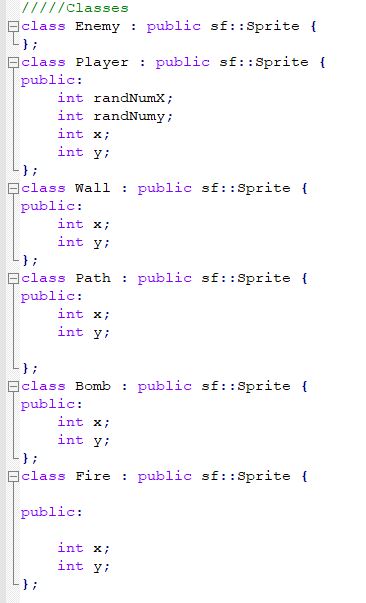 /////Classes
class Enemy : public sf::Sprite {
};
class Player : public sf::Sprite {
public:
    int randNumX;
    int randNumy;
    int x;
    int y;
};
class Wall : public sf::Sprite {
public:
    int x;
    int y;
};
class Path : public sf::Sprite {
public:
    int x;
    int y;

};
class Bomb : public sf::Sprite {
public:
    int x;
    int y;
};
class Fire : public sf::Sprite {

public:

    int x;
    int y;
};